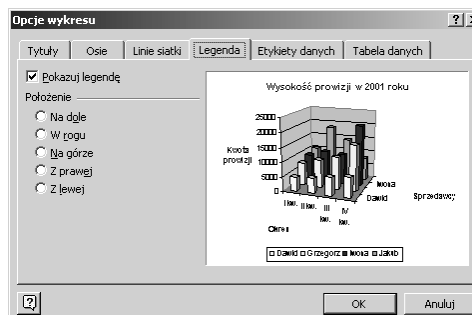 Opcje wykresu
Tytuły Osie Linie siatki Legenda Etykiety danych Tabela danych
Pokazuj legendę
Położenie
Na dole
W rogu
Na górze
Z prawej
Z lewej
Wysokość prowizji w 2001 roku
25000
20000
15000
10000
5000
0
Kwota prowizji
I kw. II kw. III kw. IV kw.
Iwona
Dawid
Sprzedawcy
Okres
Dawid Grzegorz Iwona Jakub
OK Anuluj